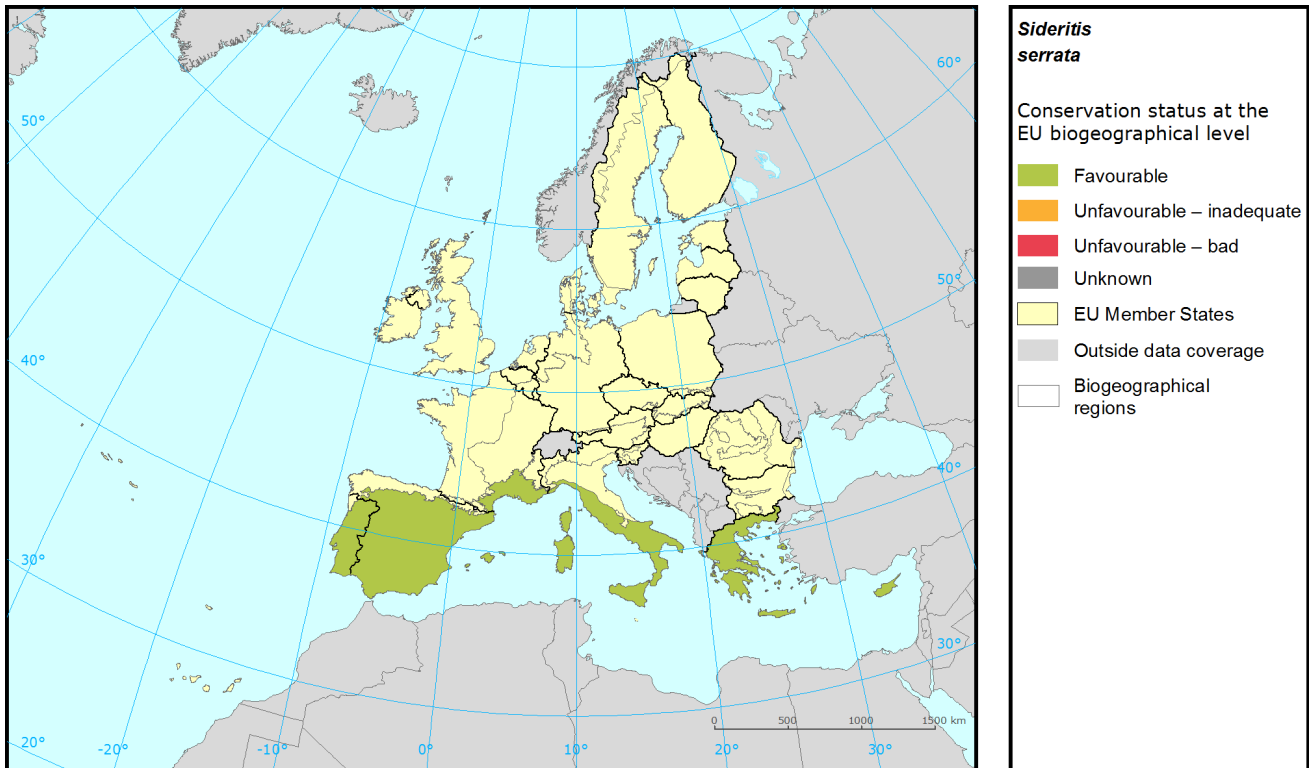 Sideritis
serrata
Conservation status at the
EU biogeographical level
Favourable
Unfavourable – inadequate
Unfavourable – bad
Unknown
EU Member States
Outside data coverage
Biogeographical
regions
60°
50°
50°
40°
40°
30°
30°
20°
-20°
-10°
0°
10°
20°
30°
0
500
1000
1500 km